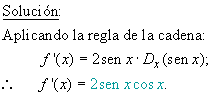 Solución:
Aplicando la regla de la cadena:
f '(x) = 2sen x · Dₓ (sen x);
∴ f '(x) = 2sen x cos x.